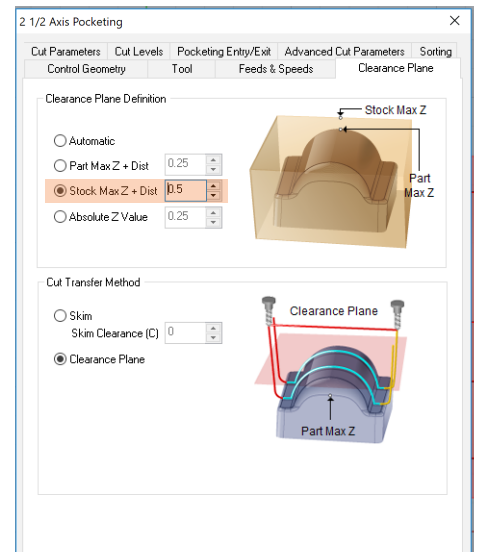 2 1/2 Axis Pocketing
Cut Parameters Cut Levels Pocketing Entry/Exit Advanced Cut Parameters Sorting
Control Geometry Tool Feeds & Speeds Clearance Plane
Clearance Plane Definition
Automatic
Part Max Z + Dist 0.25
Stock Max Z + Dist 0.5
Absolute Z Value 0.25
Stock Max Z
Part
Max Z
Cut Transfer Method
Skim
Skim Clearance (C) 0
Clearance Plane
Clearance Plane
Part Max Z